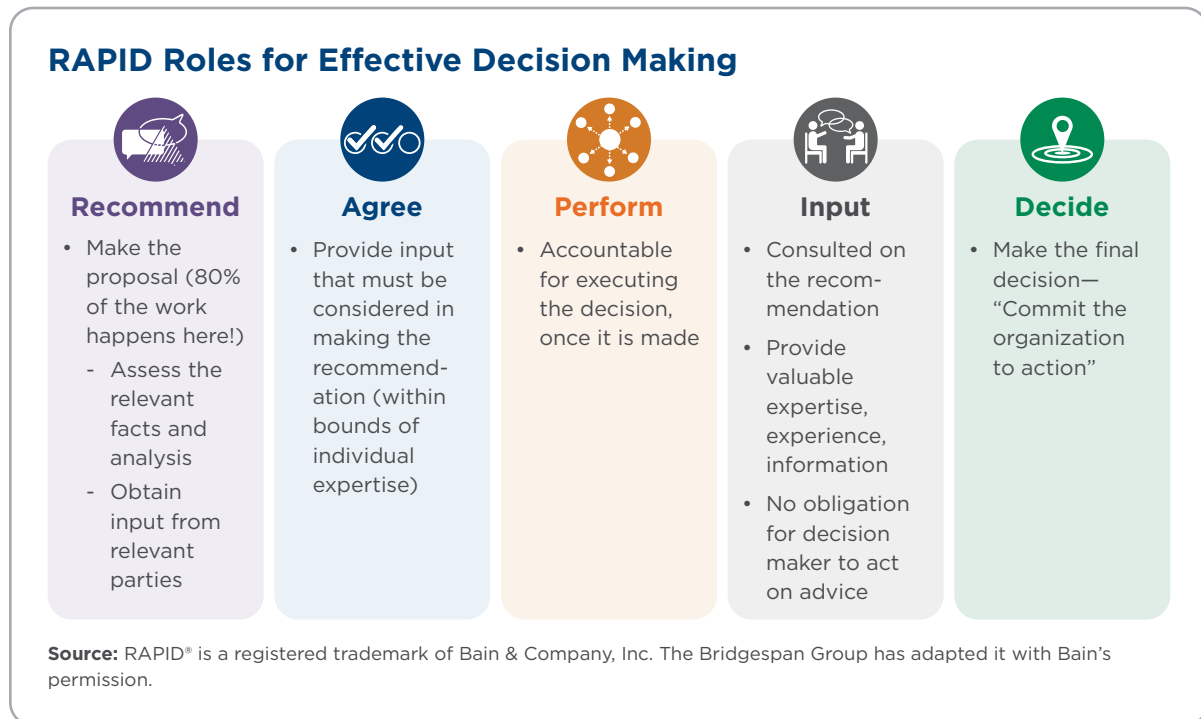 RAPID Roles for Effective Decision Making
Recommend
• Make the
proposal (80%
of the work
happens here!)
- Assess the
relevant
facts and
analysis
- Obtain
input from
relevant
parties
Agree
• Provide input
that must be
considered in
making the
recommend-
ation (within
bounds of
individual
expertise)
Perform
• Accountable
for executing
the decision,
once it is made
Input
• Consulted on
the recom-
mendation
• Provide
valuable
expertise,
experience,
information
• No obligation
for decision
maker to act
on advice
Decide
• Make the final
decision—
“Commit the
organization
to action”
Source: RAPID® is a registered trademark of Bain & Company, Inc. The Bridgespan Group has adapted it with Bain’s
permission.